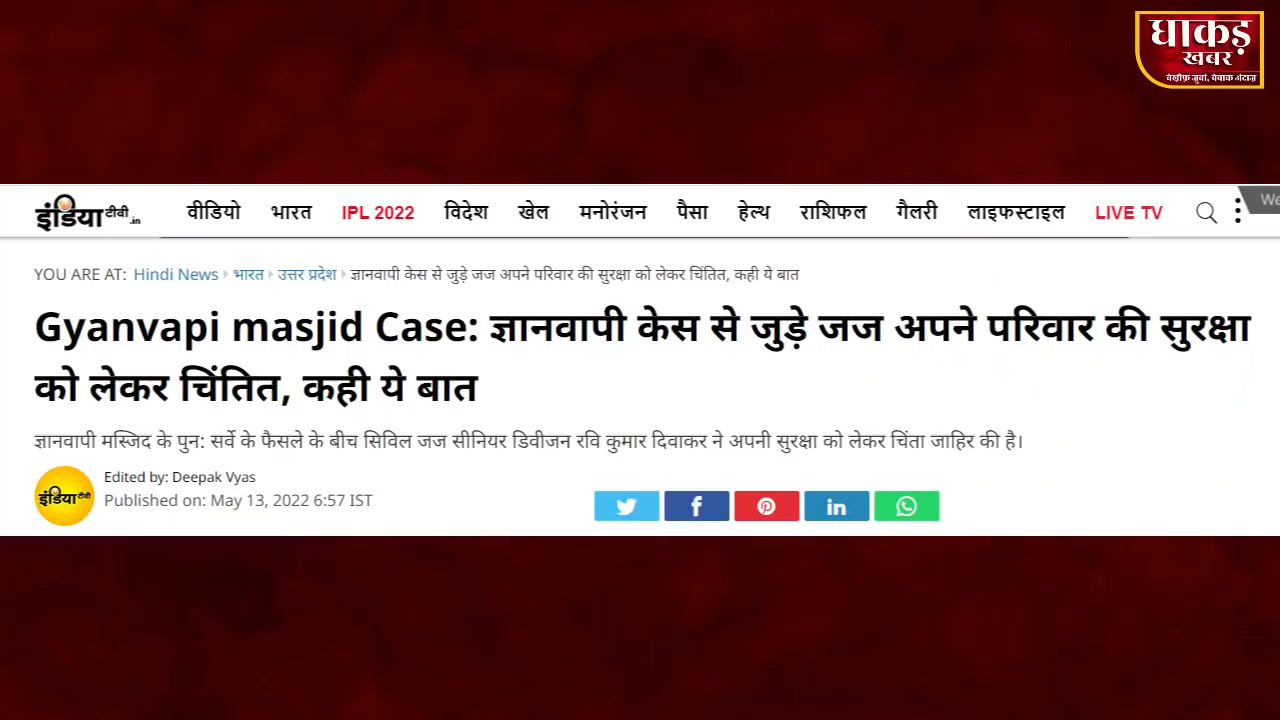 धाकड़
खबर
बेख़ौफ़ जुबां, बेबाक अंदाज़
इंडिया टीवी .in वीडियो भारत IPL 2022 विदेश खेल मनोरंजन पैसा हेल्थ राशिफल गैलरी लाइफस्टाइल LIVE TV We
YOU ARE AT: Hindi News भारत उत्तर प्रदेश ज्ञानवापी केस से जुड़े जज अपने परिवार की सुरक्षा को लेकर चिंतित, कही ये बात
Gyanvapi masjid Case: ज्ञानवापी केस से जुड़े जज अपने परिवार की सुरक्षा
को लेकर चिंतित, कही ये बात
ज्ञानवापी मस्जिद के पुन: सर्वे के फैसले के बीच सिविल जज सीनियर डिवीजन रवि कुमार दिवाकर ने अपनी सुरक्षा को लेकर चिंता जाहिर की है।
इंडिया टीवी
Edited by: Deepak Vyas
Published on: May 13, 2022 6:57 IST